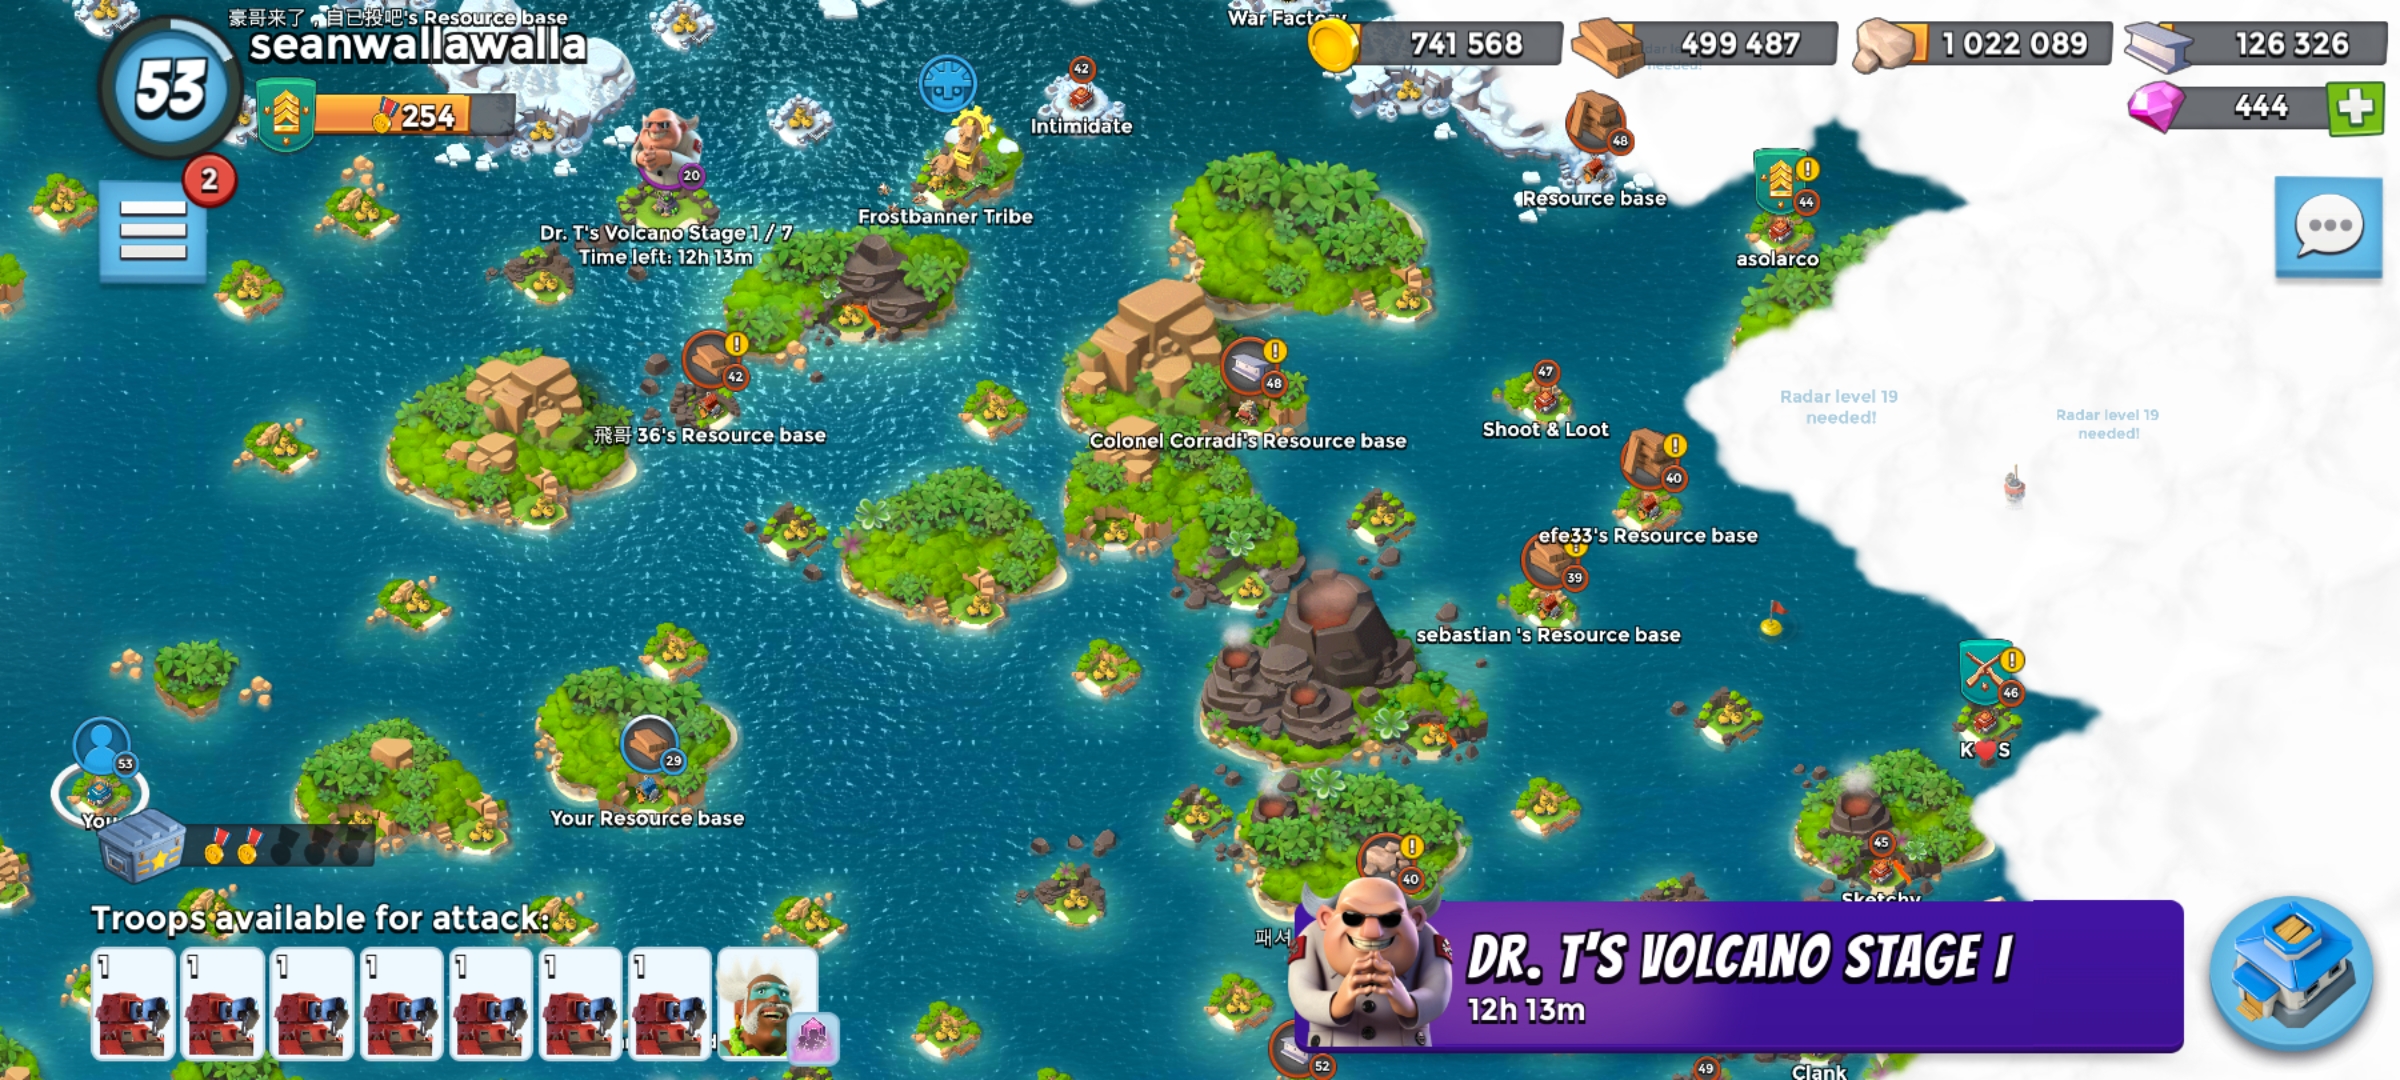 豪哥来了，自已投吧's Resource base
seanwallawalla
53
254
2
War Factory
741 568
499 487
1 022 089
126 326
444
42
Intimidate
20
Dr. T's Volcano Stage 1 / 7
Time left: 12h 13m
Frostbanner Tribe
48
Resource base
44
asolarco
42
飛哥 36's Resource base
48
Colonel Corradi's Resource base
47
Shoot & Loot
Radar level 19
needed!
Radar level 19
needed!
40
efe33's Resource base
39
sebastian 's Resource base
46
K❤S
53
You
29
Your Resource base
45
Sketchy
40
패셔
Troops available for attack:
1
1
1
1
1
1
1
DR. T'S VOLCANO STAGE 1
12h 13m
52
49
Clank